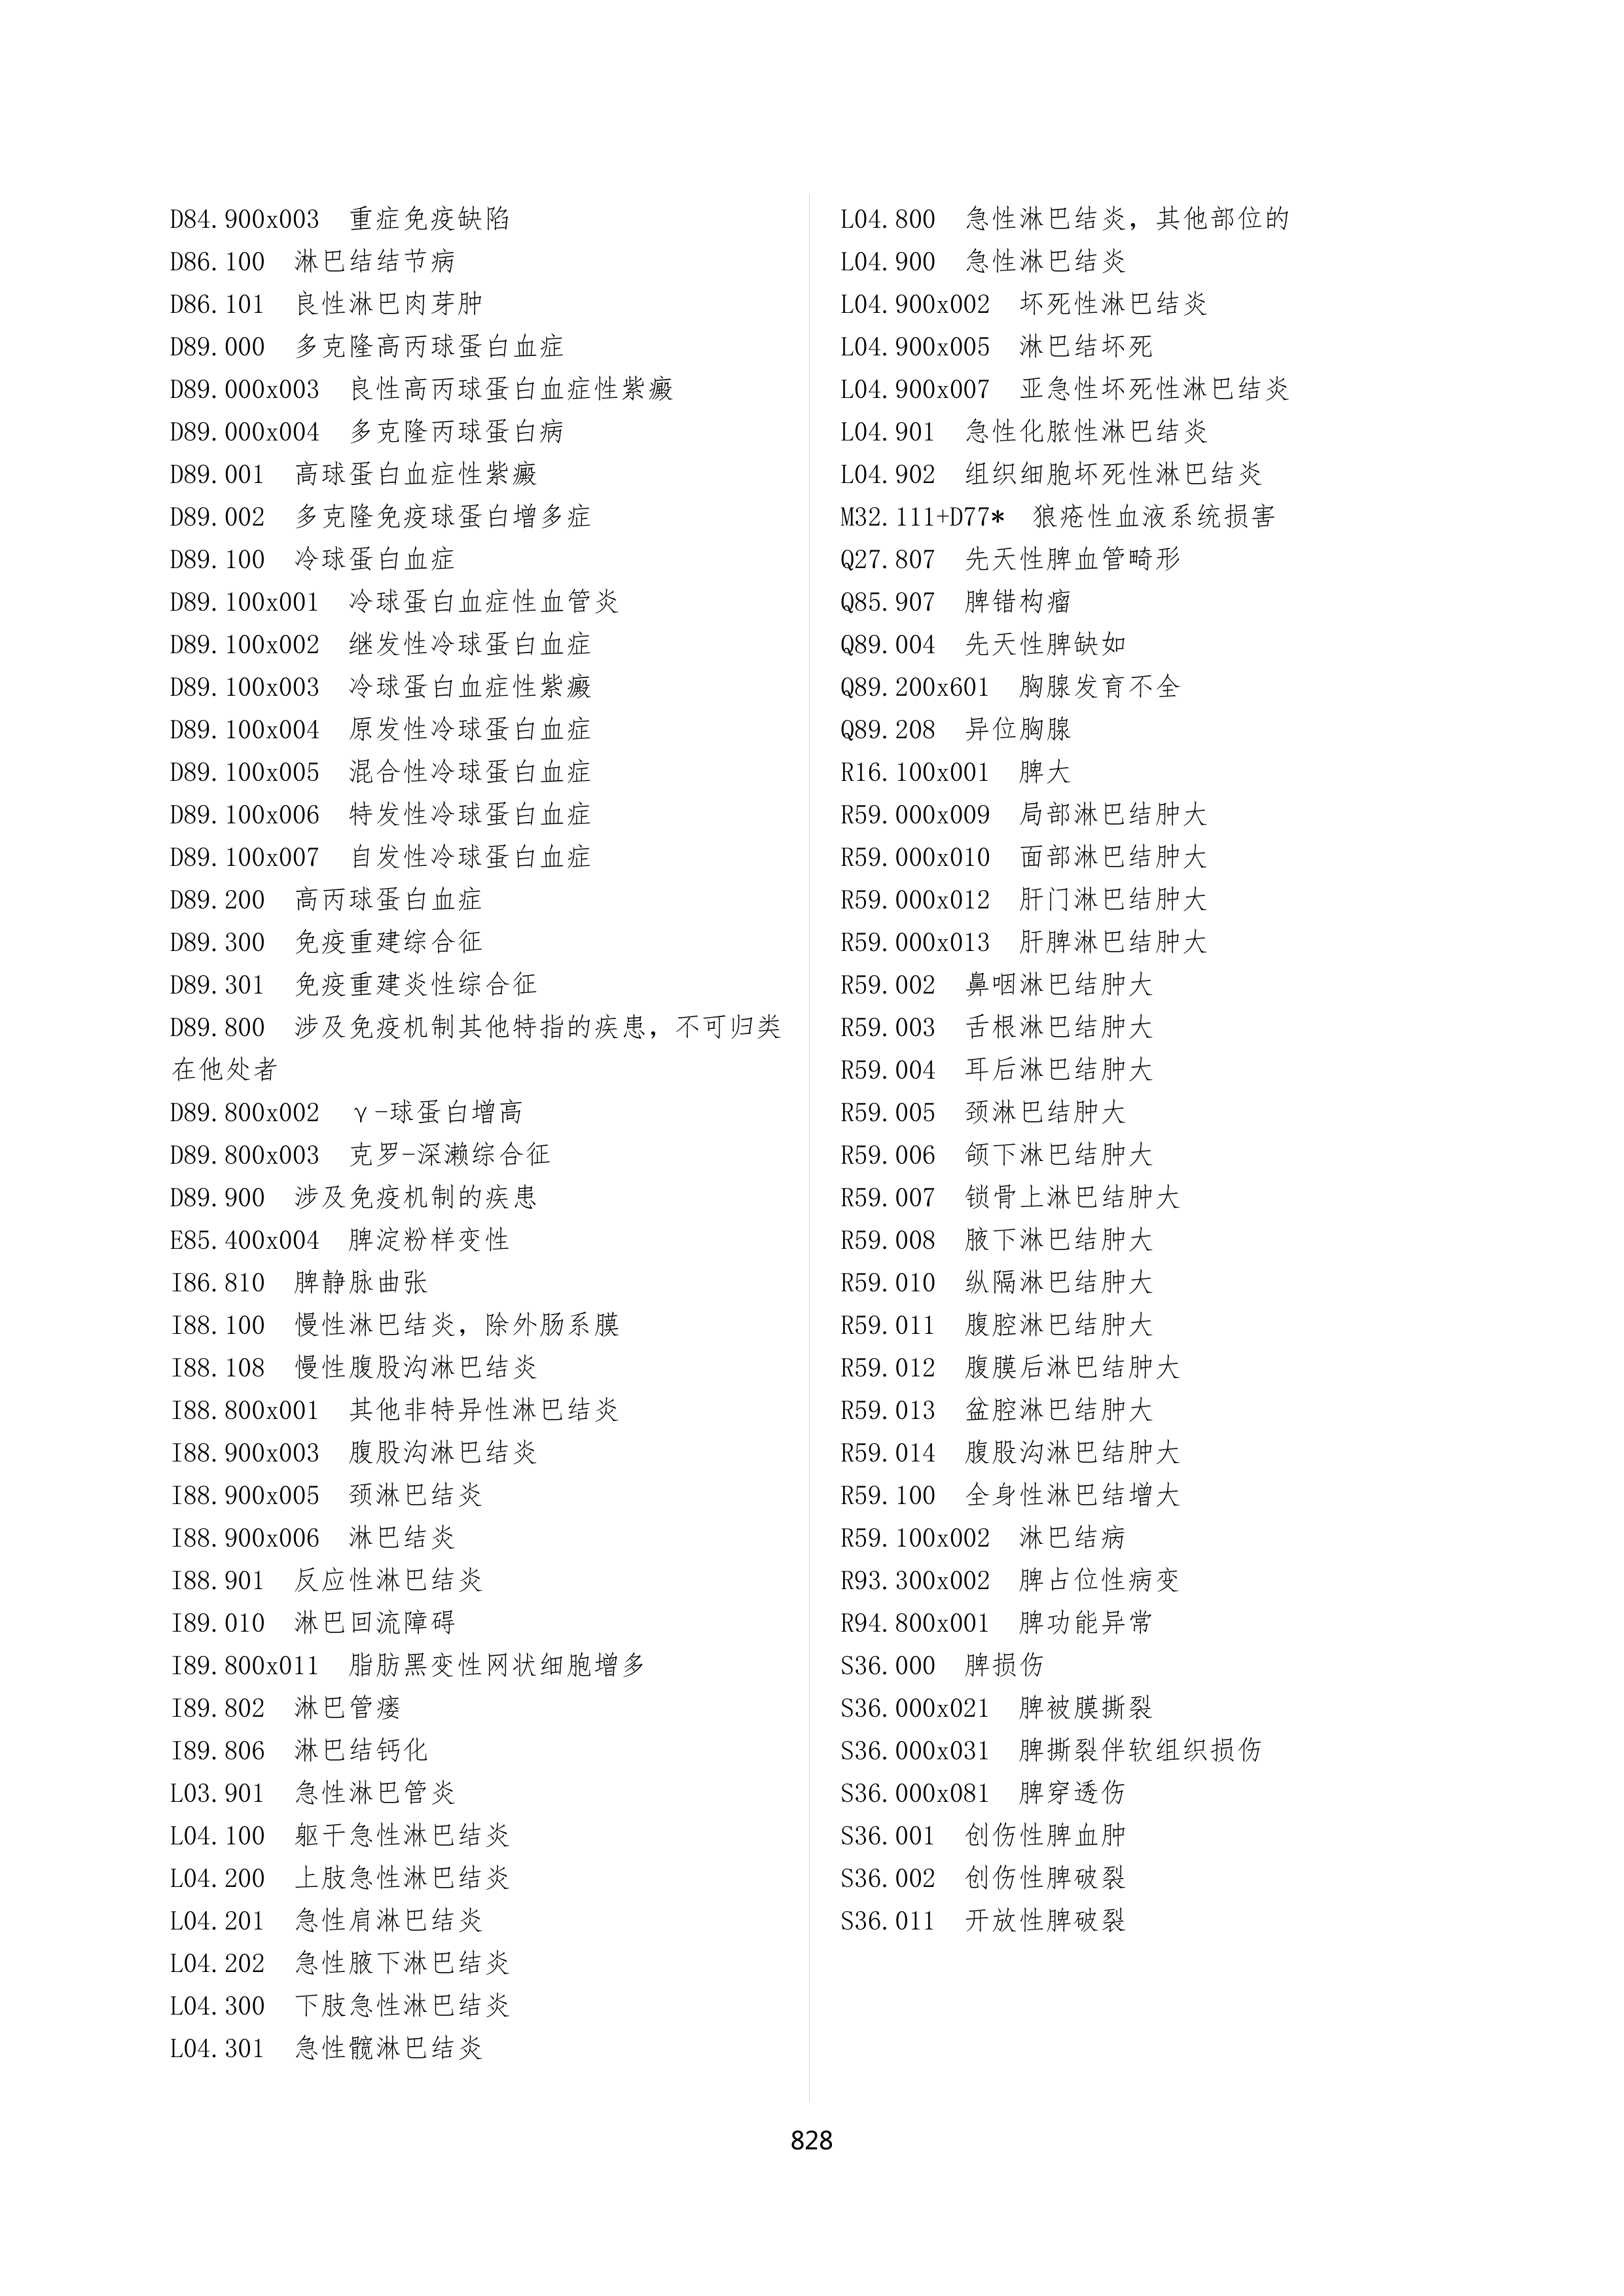 D84.900x003  重症免疫缺陷
D86.100  淋巴结结节病
D86.101  良性淋巴肉芽肿
D89.000  多克隆高丙球蛋白血症
D89.000x003  良性高丙球蛋白血症性紫癜
D89.000x004  多克隆丙球蛋白病
D89.001  高球蛋白血症性紫癜
D89.002  多克隆免疫球蛋白增多症
D89.100  冷球蛋白血症
D89.100x001  冷球蛋白血症性血管炎
D89.100x002  继发性冷球蛋白血症
D89.100x003  冷球蛋白血症性紫癜
D89.100x004  原发性冷球蛋白血症
D89.100x005  混合性冷球蛋白血症
D89.100x006  特发性冷球蛋白血症
D89.100x007  自发性冷球蛋白血症
D89.200  高丙球蛋白血症
D89.300  免疫重建综合征
D89.301  免疫重建炎性综合征
D89.800  涉及免疫机制其他特指的疾患，不可归类
在他处者
D89.800x002  γ-球蛋白增高
D89.800x003  克罗-深濑综合征
D89.900  涉及免疫机制的疾患
E85.400x004  脾淀粉样变性
I86.810  脾静脉曲张
I88.100  慢性淋巴结炎，除外肠系膜
I88.108  慢性腹股沟淋巴结炎
I88.800x001  其他非特异性淋巴结炎
I88.900x003  腹股沟淋巴结炎
I88.900x005  颈淋巴结炎
I88.900x006  淋巴结炎
I88.901  反应性淋巴结炎
I89.010  淋巴回流障碍
I89.800x011  脂肪黑变性网状细胞增多
I89.802  淋巴管瘘
I89.806  淋巴结钙化
L03.901  急性淋巴管炎
L04.100  躯干急性淋巴结炎
L04.200  上肢急性淋巴结炎
L04.201  急性肩淋巴结炎
L04.202  急性腋下淋巴结炎
L04.300  下肢急性淋巴结炎
L04.301  急性髋淋巴结炎
L04.800  急性淋巴结炎，其他部位的
L04.900  急性淋巴结炎
L04.900x002  坏死性淋巴结炎
L04.900x005  淋巴结坏死
L04.900x007  亚急性坏死性淋巴结炎
L04.901  急性化脓性淋巴结炎
L04.902  组织细胞坏死性淋巴结炎
M32.111+D77*  狼疮性血液系统损害
Q27.807  先天性脾血管畸形
Q85.907  脾错构瘤
Q89.004  先天性脾缺如
Q89.200x601  胸腺发育不全
Q89.208  异位胸腺
R16.100x001  脾大
R59.000x009  局部淋巴结肿大
R59.000x010  面部淋巴结肿大
R59.000x012  肝门淋巴结肿大
R59.000x013  肝脾淋巴结肿大
R59.002  鼻咽淋巴结肿大
R59.003  舌根淋巴结肿大
R59.004  耳后淋巴结肿大
R59.005  颈淋巴结肿大
R59.006  颌下淋巴结肿大
R59.007  锁骨上淋巴结肿大
R59.008  腋下淋巴结肿大
R59.010  纵隔淋巴结肿大
R59.011  腹腔淋巴结肿大
R59.012  腹膜后淋巴结肿大
R59.013  盆腔淋巴结肿大
R59.014  腹股沟淋巴结肿大
R59.100  全身性淋巴结增大
R59.100x002  淋巴结病
R93.300x002  脾占位性病变
R94.800x001  脾功能异常
S36.000  脾损伤
S36.000x021  脾被膜撕裂
S36.000x031  脾撕裂伴软组织损伤
S36.000x081  脾穿透伤
S36.001  创伤性脾血肿
S36.002  创伤性脾破裂
S36.011  开放性脾破裂
828